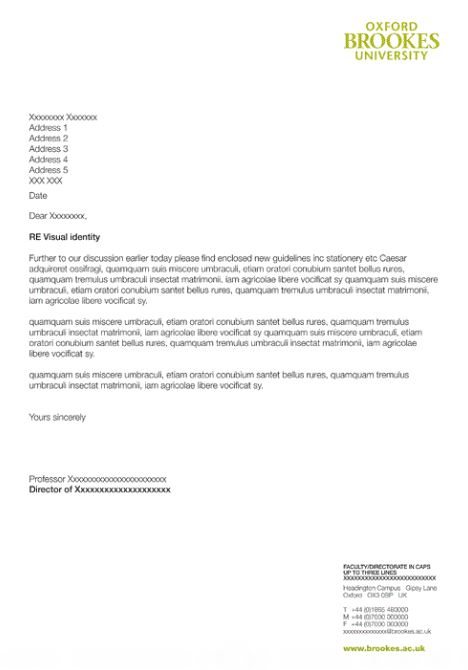 OXFORD
BROOKES
UNIVERSITY
Xxxxxxxx Xxxxxxx
Address 1
Address 2
Address 3
Address 4
Address 5
XXX XXX
Date
Dear Xxxxxxxx,
RE Visual identity
Further to our discussion earlier today please find enclosed new guidelines inc stationery etc Caesar
adquireret ossifragi, quamquam suis miscere umbraculi, etiam oratori conubium santet bellus rures,
quamquam tremulus umbraculi insectat matrimonii, iam agricolae libere vocificat sy quamquam suis miscere
umbraculi, etiam oratori conubium santet bellus rures, quamquam tremulus umbraculi insectat matrimonii,
iam agricolae libere vocificat sy.
quamquam suis miscere umbraculi, etiam oratori conubium santet bellus rures, quamquam tremulus
umbraculi insectat matrimonii, iam agricolae libere vocificat sy quamquam suis miscere umbraculi, etiam
oratori conubium santet bellus rures, quamquam tremulus umbraculi insectat matrimonii, iam agricolae
libere vocificat sy.
quamquam suis miscere umbraculi, etiam oratori conubium santet bellus rures, quamquam tremulus
umbraculi insectat matrimonii, iam agricolae libere vocificat sy.
Yours sincerely
Professor Xxxxxxxxxxxxxxxxxxxxxxx
Director of Xxxxxxxxxxxxxxxxxxxx
FACULTY/DIRECTORATE IN CAPS
UP TO THREE LINES
XXXXXXXXXXXXXXXXXXXXXXXXXX
Headington Campus Gipsy Lane
Oxford OX3 0BP UK
T +44 (0)1865 480000
M +44 (0)7000 000000
F +44 (0)7000 000000
xxxxxxxxxxxxxx@brookes.ac.uk
www.brookes.ac.uk